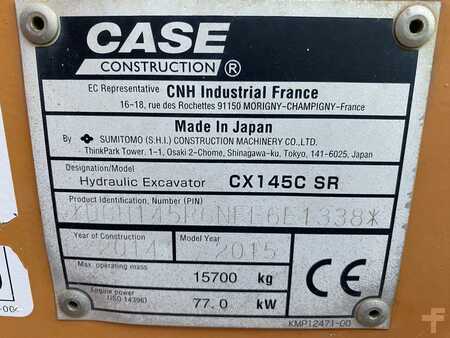 CASE
CONSTRUCTION ®
EC Representative CNH Industrial France
16-18, rue des Rochettes 91150 MORIGNY-CHAMPIGNY-France
Made In Japan
By SUMITOMO (S.H.I.) CONSTRUCTION MACHINERY CO.,LTD.
ThinkPark Tower. 1-1, Osaki 2-Chome, Shinagawa-ku, Tokyo, 141-6025, Japan
Designation/Model
Hydraulic Excavator CX145C SR
Product Identification, Number (PIN)
Year of Construction 2014 Model Year 2015
Max. operating mass 15700 kg
Engine power
(ISO 14396) 77.0 kW
CE
KMP12471-00